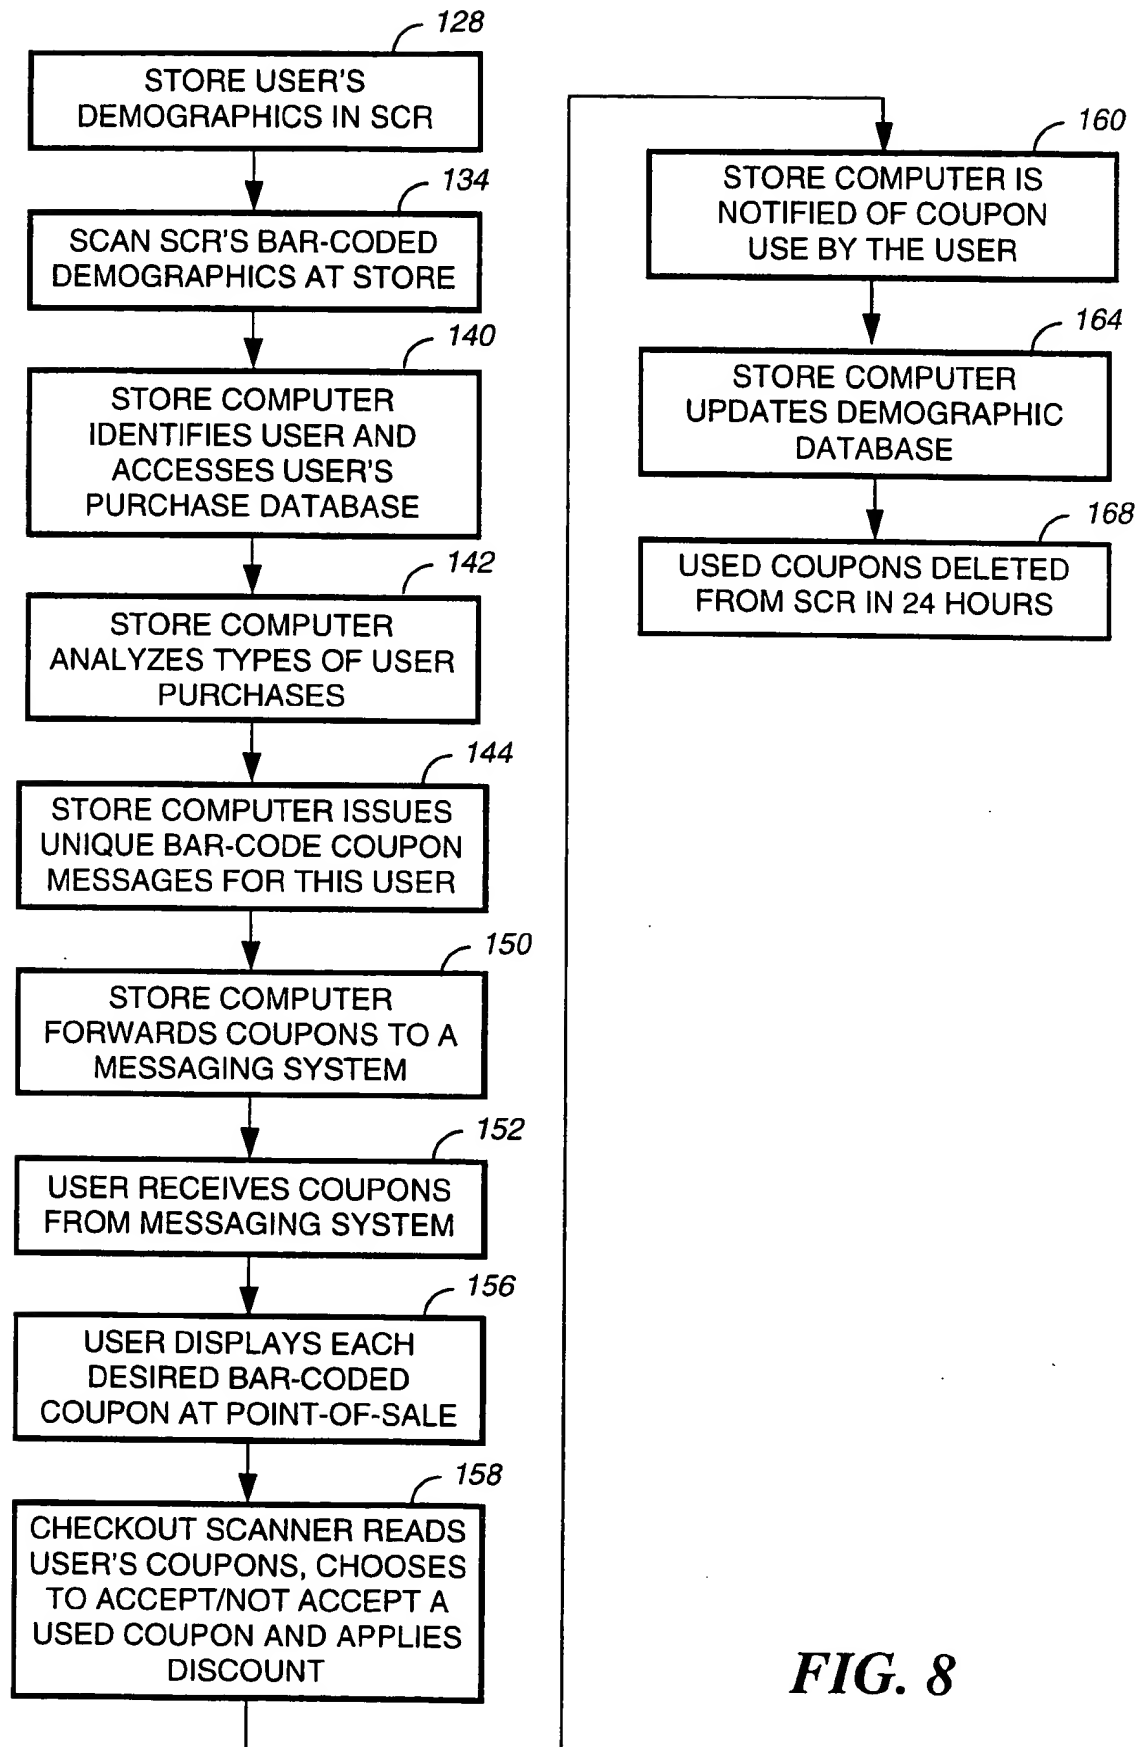 128
STORE USER'S
DEMOGRAPHICS IN SCR
134
SCAN SCR'S BAR-CODED
DEMOGRAPHICS AT STORE
140
STORE COMPUTER
IDENTIFIES USER AND
ACCESSES USER'S
PURCHASE DATABASE
142
STORE COMPUTER
ANALYZES TYPES OF USER
PURCHASES
144
STORE COMPUTER ISSUES
UNIQUE BAR-CODE COUPON
MESSAGES FOR THIS USER
150
STORE COMPUTER
FORWARDS COUPONS TO A
MESSAGING SYSTEM
152
USER RECEIVES COUPONS
FROM MESSAGING SYSTEM
156
USER DISPLAYS EACH
DESIRED BAR-CODED
COUPON AT POINT-OF-SALE
158
CHECKOUT SCANNER READS
USER'S COUPONS, CHOOSES
TO ACCEPT/NOT ACCEPT A
USED COUPON AND APPLIES
DISCOUNT
160
STORE COMPUTER IS
NOTIFIED OF COUPON
USE BY THE USER
164
STORE COMPUTER
UPDATES DEMOGRAPHIC
DATABASE
168
USED COUPONS DELETED
FROM SCR IN 24 HOURS
FIG. 8